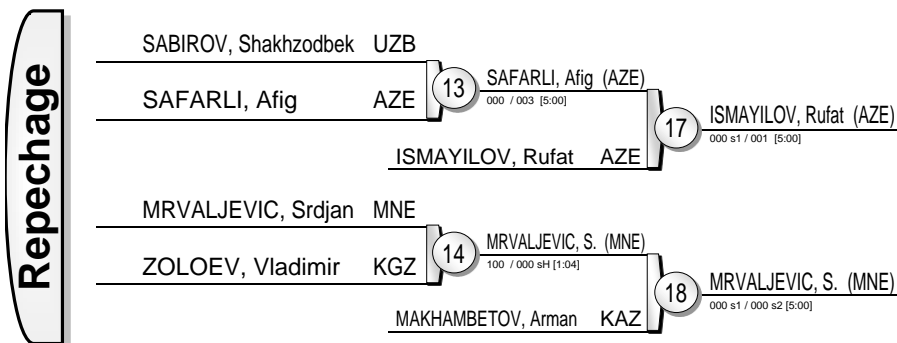 Repechage
SABIROV, Shakhzodbek UZB
SAFARLI, Afig AZE
13
SAFARLI, Afig (AZE)
000 / 003 [5:00]
ISMAYILOV, Rufat AZE
17
ISMAYILOV, Rufat (AZE)
000 s1 / 001 [5:00]
MRVALJEVIC, Srdjan MNE
ZOLOEV, Vladimir KGZ
14
MRVALJEVIC, S. (MNE)
100 / 000 sH [1:04]
MAKHAMBETOV, Arman KAZ
18
MRVALJEVIC, S. (MNE)
000 s1 / 000 s2 [5:00]